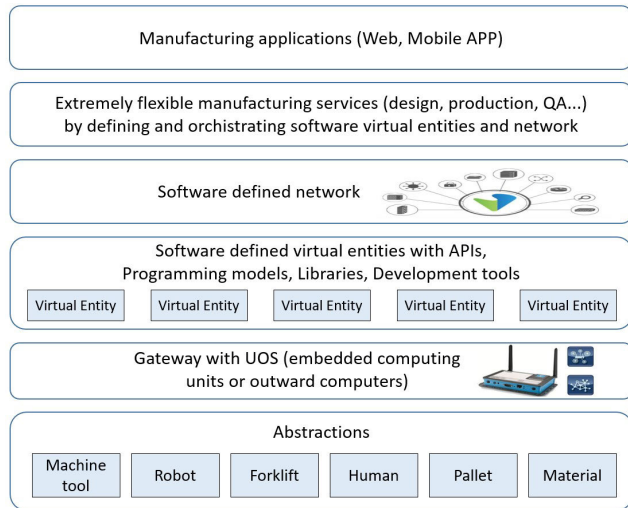 Manufacturing applications (Web, Mobile APP)
Extremely flexible manufacturing services (design, production, QA...)
by defining and orchistrating software virtual entities and network
Software defined network
Software defined virtual entities with APIs,
Programming models, Libraries, Development tools
Virtual Entity Virtual Entity Virtual Entity Virtual Entity Virtual Entity
Gateway with UOS (embedded computing
units or outward computers)
Abstractions
Machine
tool
Robot
Forklift
Human
Pallet
Material